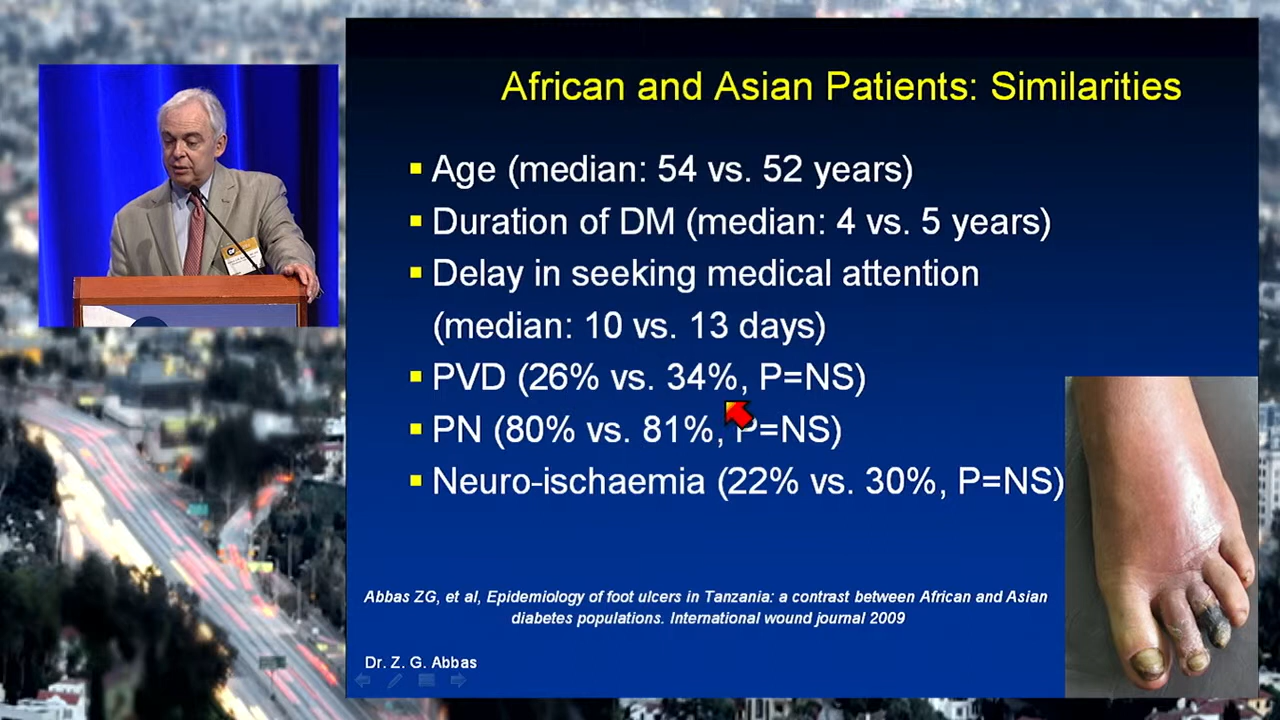 African and Asian Patients: Similarities
Age (median: 54 vs. 52 years)
Duration of DM (median: 4 vs. 5 years)
Delay in seeking medical attention
(median: 10 vs. 13 days)
PVD (26% vs. 34%, P=NS)
PN (80% vs. 81%, P=NS)
Neuro-ischaemia (22% vs. 30%, P=NS)
Abbas ZG, et al, Epidemiology of foot ulcers in Tanzania: a contrast between African and Asian
diabetes populations. International wound journal 2009
Dr. Z. G. Abbas